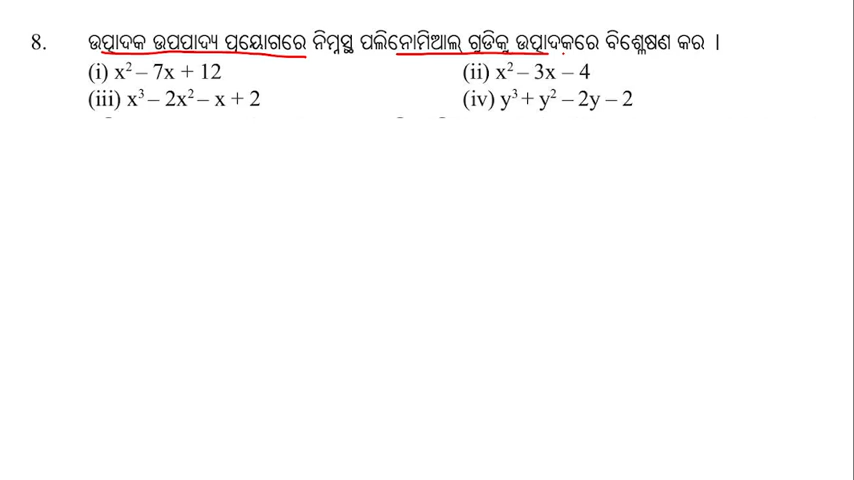 8. ଉତ୍ପାଦକ ଉପପାଦ୍ୟ ପ୍ରୟୋଗରେ ନିମ୍ନସ୍ଥ ପଲିନୋମିଆଲ୍ ଗୁଡିକୁ ଉତ୍ପାଦକରେ ବିଶ୍ଳେଷଣ କର ।
(i) x² – 7x + 12 (ii) x² – 3x – 4
(iii) x³ – 2x² – x + 2 (iv) y³ + y² – 2y – 2